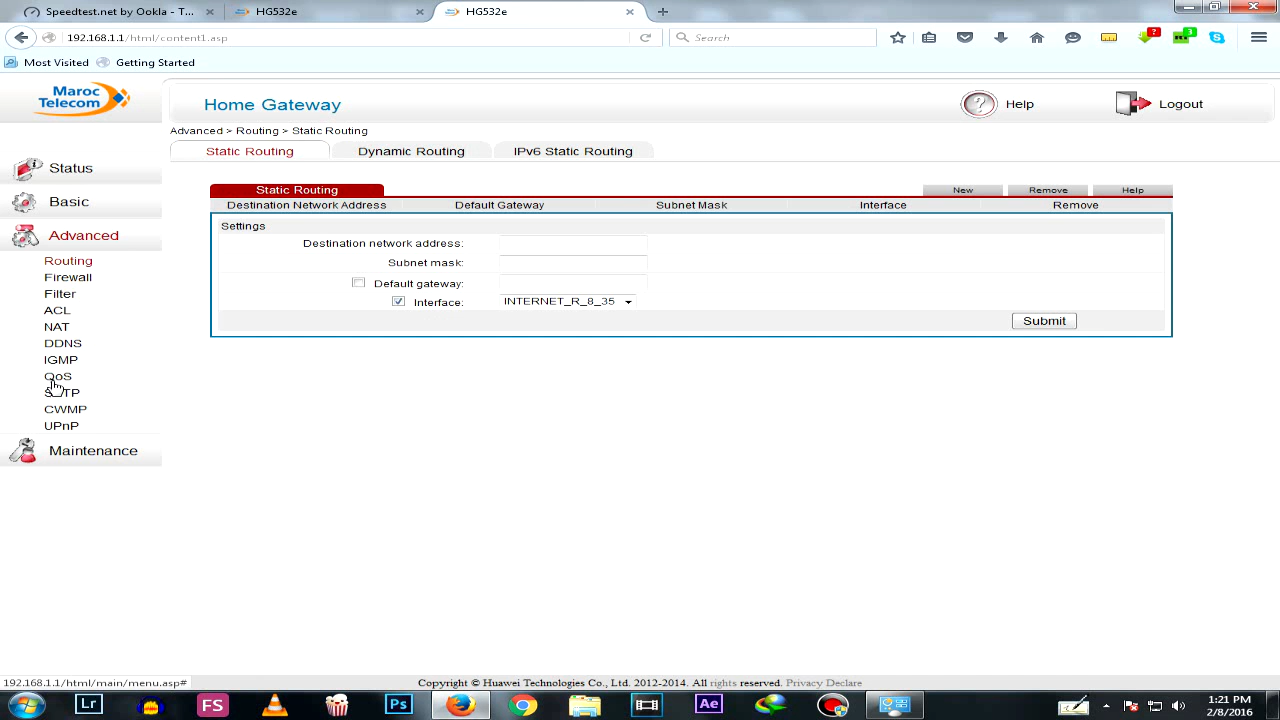 Speedtest.net by Ookla - T...
HG532e
HG532e
192.168.1.1/html/content1.asp
Search
Most Visited
Getting Started
Maroc
Telecom
Home Gateway
Help
Logout
Advanced > Routing > Static Routing
Static Routing
Dynamic Routing
IPv6 Static Routing
Status
Basic
Advanced
Routing
Firewall
Filter
ACL
NAT
DDNS
IGMP
QoS
CWMP
UPnP
Maintenance
Static Routing
New
Remove
Help
Destination Network Address
Default Gateway
Subnet Mask
Interface
Remove
Settings
Destination network address:
Subnet mask:
Default gateway:
Interface:
INTERNET_R_8_35
Submit
192.168.1.1/html/main/menu.asp#
Copyright © Huawei Technologies Co., Ltd. 2012-2014. All rights reserved. Privacy Declare
Lr
FS
Ps
Ae
1:21 PM
2/8/2016